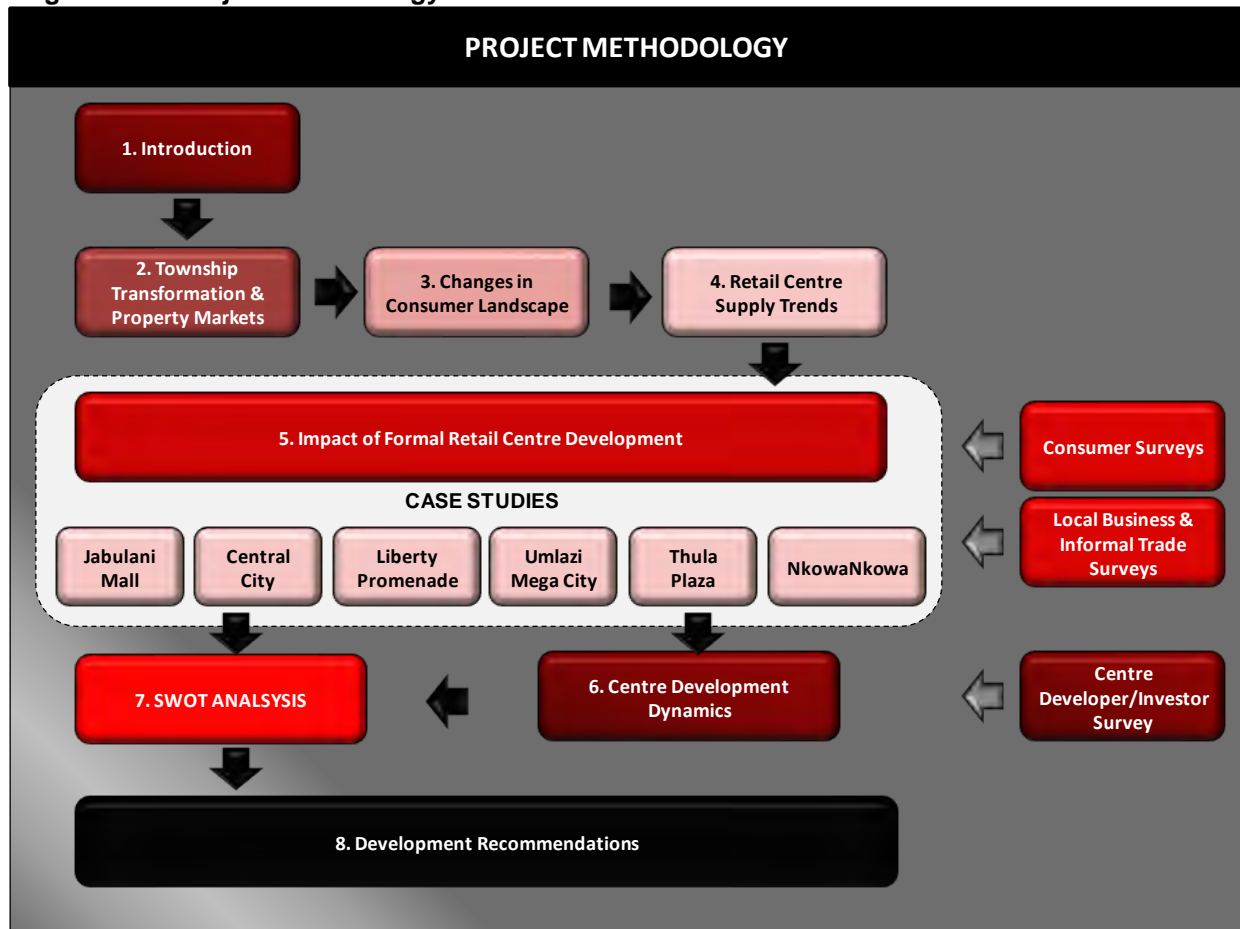 PROJECT METHODOLOGY
1. Introduction
2. Township
Transformation &
Property Markets
3. Changes in
Consumer Landscape
4. Retail Centre
Supply Trends
5. Impact of Formal Retail Centre Development
CASE STUDIES
Jabulani
Mall
Central
City
Liberty
Promenade
Umlazi
Mega City
Thula
Plaza
NkowaNkowa
Consumer Surveys
Local Business &
Informal Trade
Surveys
7. SWOT ANALSYSIS
6. Centre Development
Dynamics
Centre
Developer/Investor
Survey
8. Development Recommendations